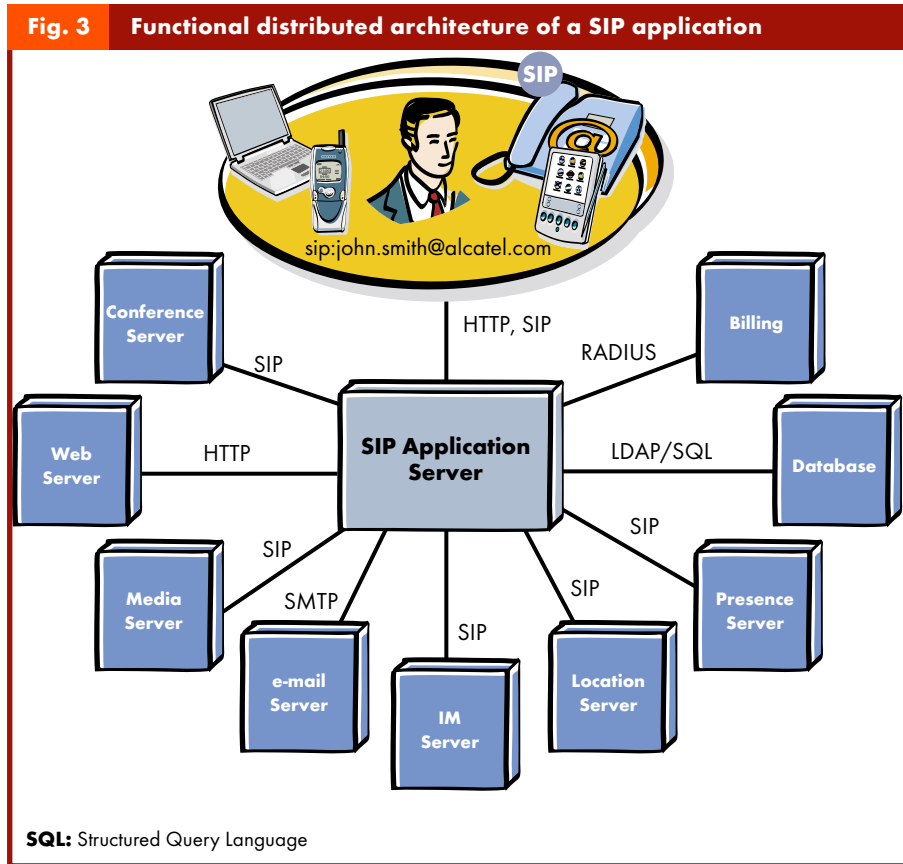 Fig. 3 Functional distributed architecture of a SIP application
SIP
@
sip:john.smith@alcatel.com
Conference
Server
HTTP, SIP
Billing
RADIUS
SIP
Web
Server
HTTP
SIP Application
Server
LDAP/SQL
Database
SIP
SIP
Media
Server
SMTP
SIP
SIP
Presence
Server
e-mail
Server
IM
Server
Location
Server
SQL: Structured Query Language